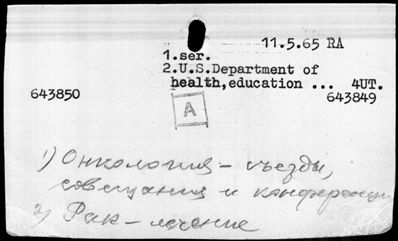 11.5.65 RA
1.ser.
2.U.S.Department of
health,education ... 4UT.
643850 643849
A
1) Онкология – съезды,
совещания и конференции
2) Рак – лечение